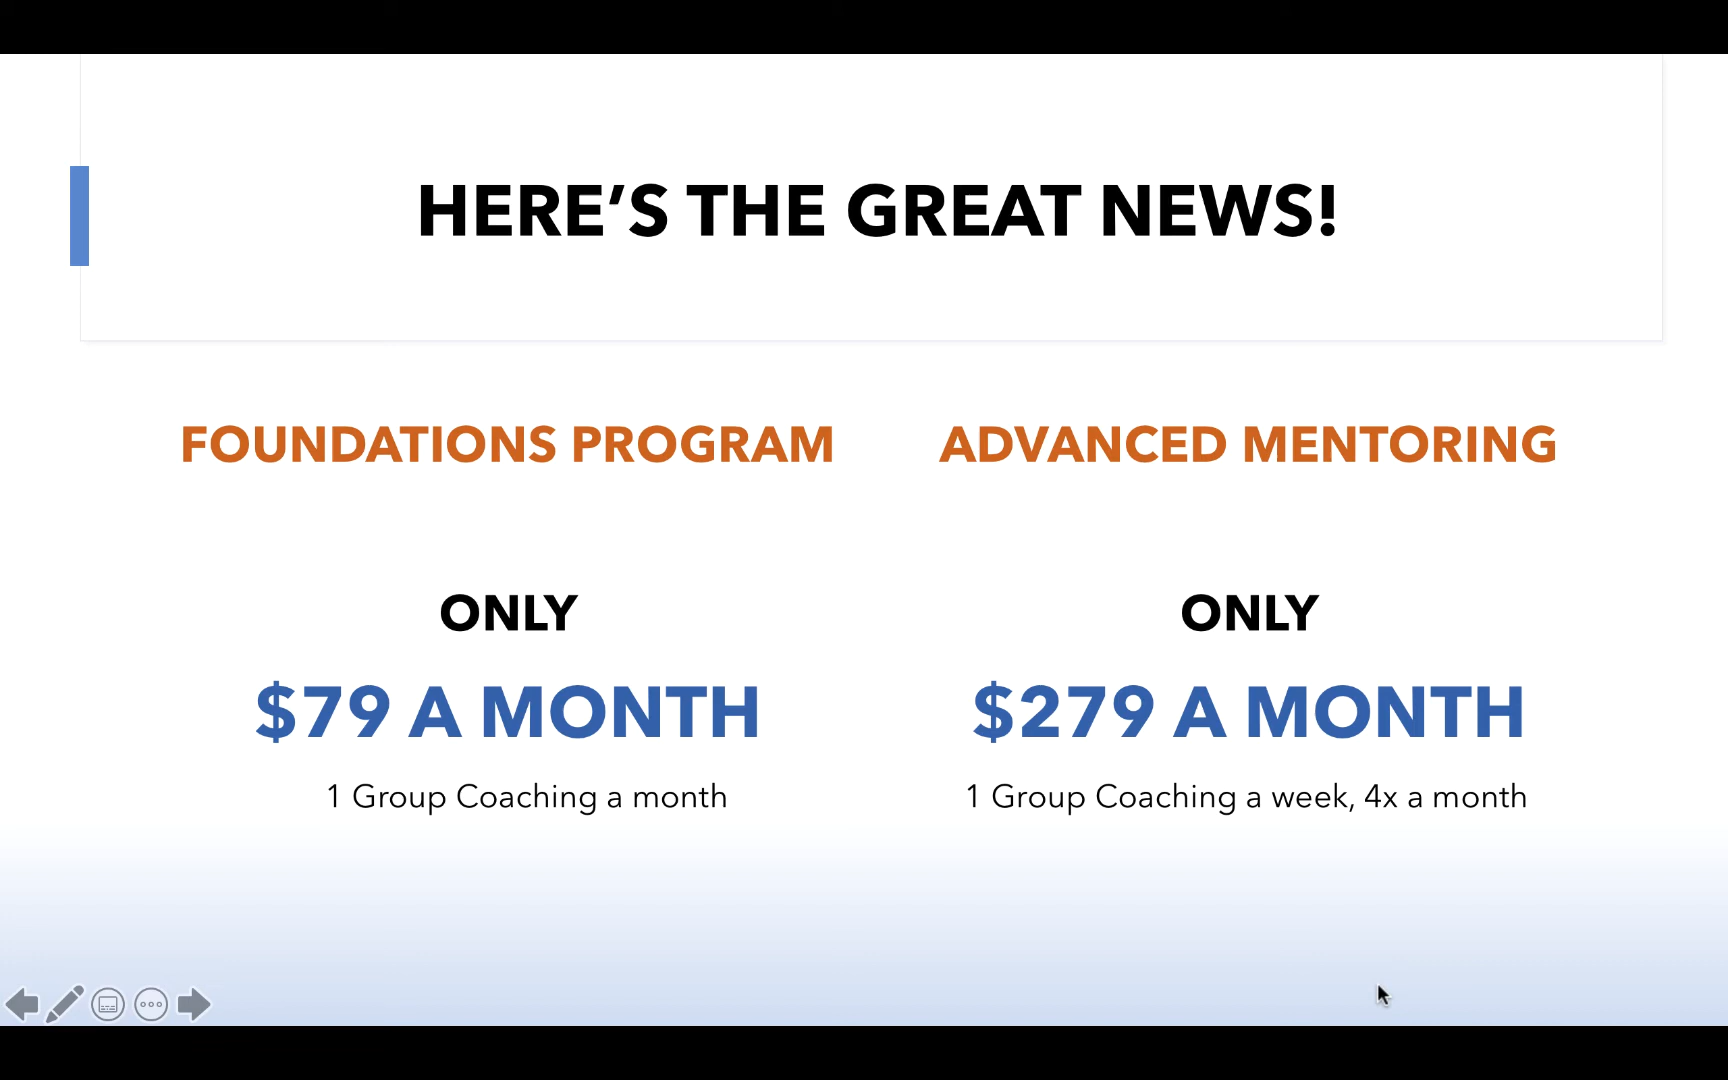 HERE’S THE GREAT NEWS!
FOUNDATIONS PROGRAM
ONLY
$79 A MONTH
1 Group Coaching a month
ADVANCED MENTORING
ONLY
$279 A MONTH
1 Group Coaching a week, 4x a month